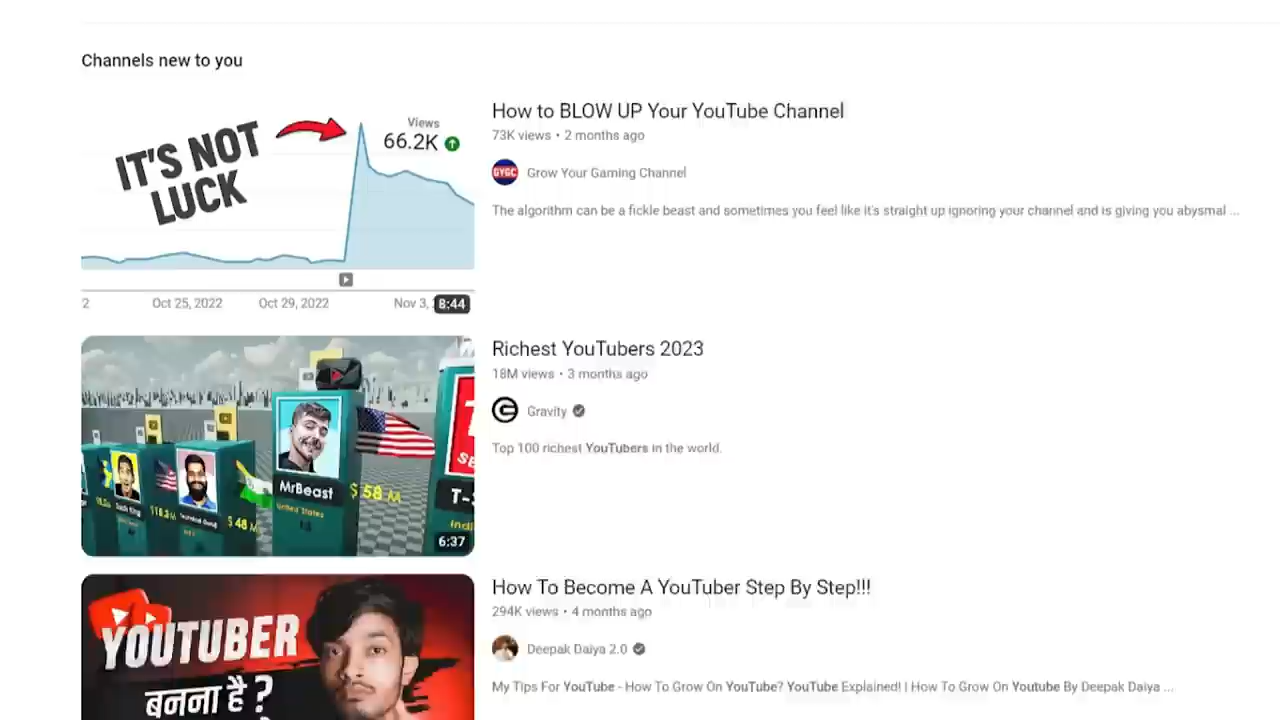 Channels new to you
IT'S NOT
LUCK
Views
66.2K
2
Oct 25, 2022
Oct 29, 2022
Nov 3,
8:44
How to BLOW UP Your YouTube Channel
73K views • 2 months ago
GYGC
Grow Your Gaming Channel
The algorithm can be a fickle beast and sometimes you feel like it's straight up ignoring your channel and is giving you abysmal ...
MrBeast
United States
$ 58 M
$ 48 M
T-
6:37
Richest YouTubers 2023
18M views • 3 months ago
Gravity
Top 100 richest YouTubers in the world.
YOUTUBER
बनना है ?
How To Become A YouTuber Step By Step!!!
294K views • 4 months ago
Deepak Daiya 2.0
My Tips For YouTube - How To Grow On YouTube? YouTube Explained! | How To Grow On Youtube By Deepak Daiya ...